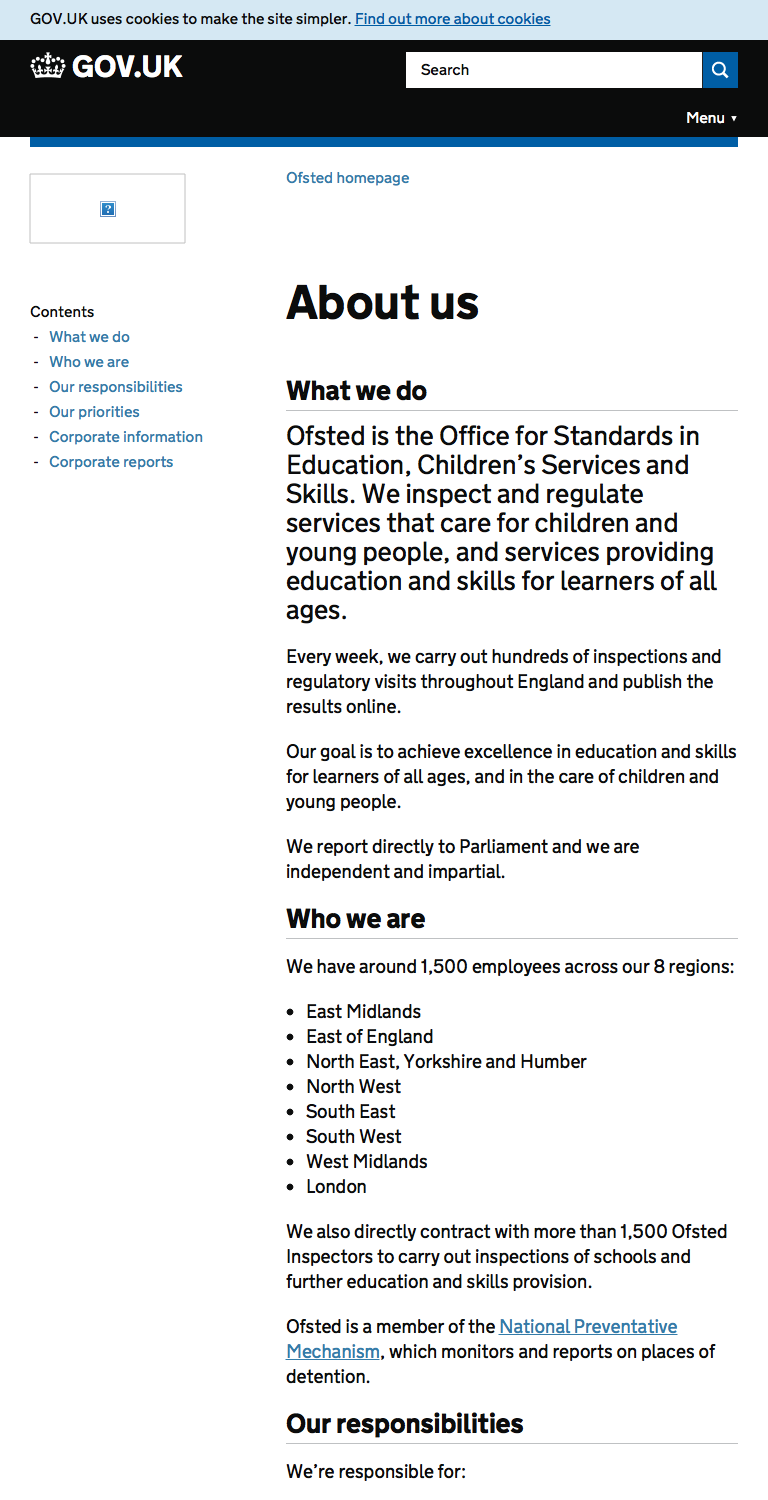 GOV.UK uses cookies to make the site simpler. Find out more about cookies
GOV.UK
Search
Menu ▼
Ofsted homepage
About us
Contents
- What we do
- Who we are
- Our responsibilities
- Our priorities
- Corporate information
- Corporate reports
What we do
Ofsted is the Office for Standards in
Education, Children’s Services and
Skills. We inspect and regulate
services that care for children and
young people, and services providing
education and skills for learners of all
ages.
Every week, we carry out hundreds of inspections and
regulatory visits throughout England and publish the
results online.
Our goal is to achieve excellence in education and skills
for learners of all ages, and in the care of children and
young people.
We report directly to Parliament and we are
independent and impartial.
Who we are
We have around 1,500 employees across our 8 regions:
• East Midlands
• East of England
• North East, Yorkshire and Humber
• North West
• South East
• South West
• West Midlands
• London
We also directly contract with more than 1,500 Ofsted
Inspectors to carry out inspections of schools and
further education and skills provision.
Ofsted is a member of the National Preventative
Mechanism, which monitors and reports on places of
detention.
Our responsibilities
We’re responsible for: